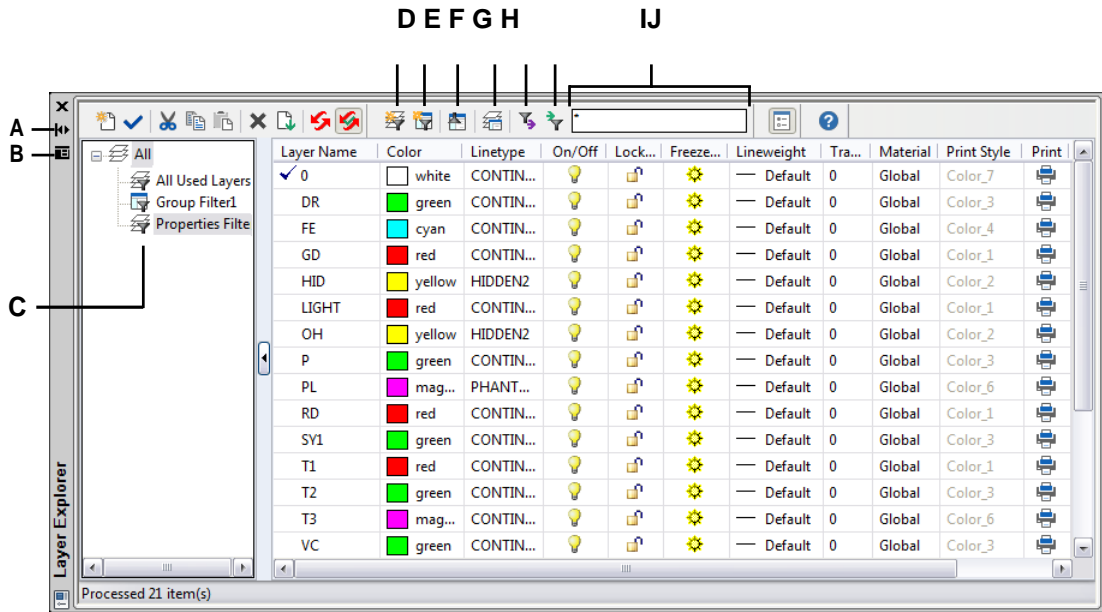 D E F G H IJ
*
A
B
C
All
All Used Layers
Group Filter1
Properties Filte
Layer Name Color Linetype On/Off Lock... Freeze... Lineweight Tra... Material Print Style Print
0 white CONTIN... Default 0 Global Color_7
DR green CONTIN... Default 0 Global Color_3
FE cyan CONTIN... Default 0 Global Color_4
GD red CONTIN... Default 0 Global Color_1
HID yellow HIDDEN2 Default 0 Global Color_2
LIGHT red CONTIN... Default 0 Global Color_1
OH yellow HIDDEN2 Default 0 Global Color_2
P green CONTIN... Default 0 Global Color_3
PL mag... PHANT... Default 0 Global Color_6
RD red CONTIN... Default 0 Global Color_1
SY1 green CONTIN... Default 0 Global Color_3
T1 red CONTIN... Default 0 Global Color_1
T2 green CONTIN... Default 0 Global Color_3
T3 mag... CONTIN... Default 0 Global Color_6
VC green CONTIN... Default 0 Global Color_3
Layer Explorer
Processed 21 item(s)